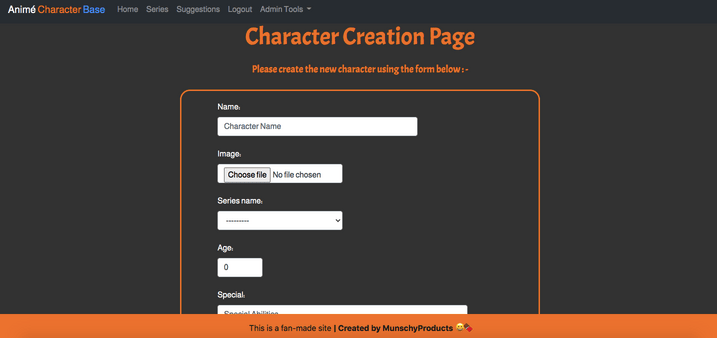 Animé Character Base Home Series Suggestions Logout Admin Tools
Character Creation Page
Please create the new character using the form below : -
Name:
Character Name
Image:
Choose file No file chosen
Series name:
---------
Age:
0
Special:
Special Abilities
This is a fan-made site | Created by MunschyProducts